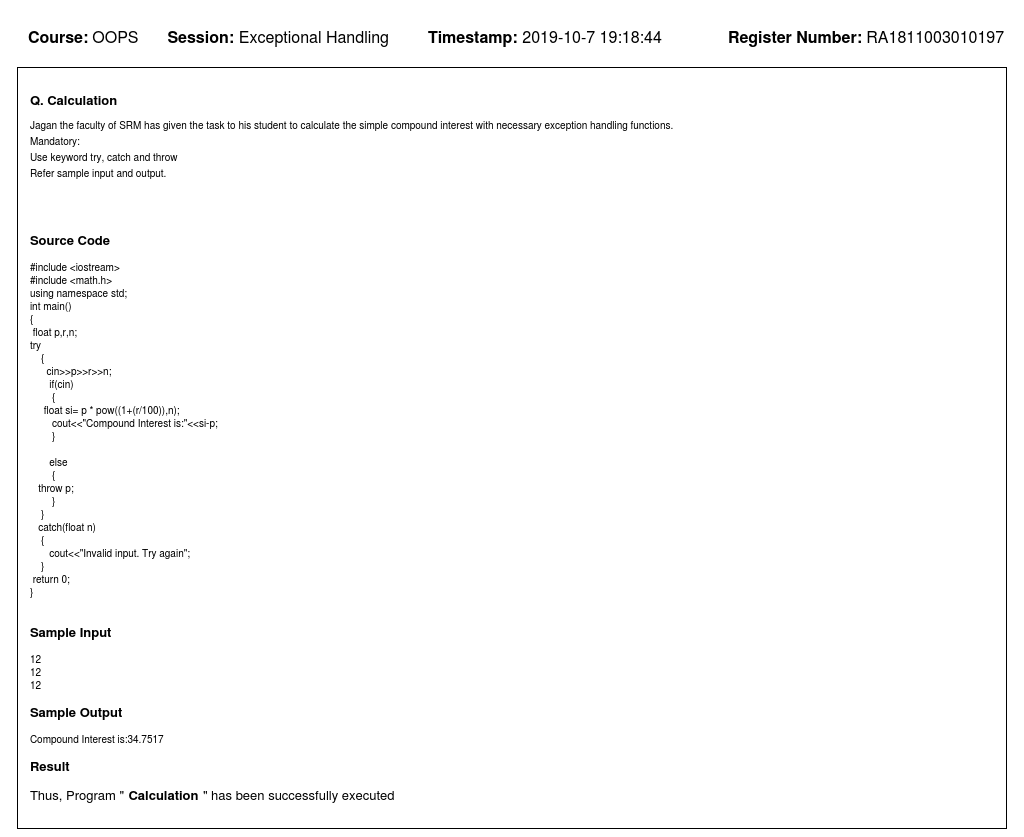 Course: OOPS Session: Exceptional Handling Timestamp: 2019-10-7 19:18:44 Register Number: RA1811003010197
Q. Calculation
Jagan the faculty of SRM has given the task to his student to calculate the simple compound interest with necessary exception handling functions.
Mandatory:
Use keyword try, catch and throw
Refer sample input and output.
Source Code
#include <iostream>
#include <math.h>
using namespace std;
int main()
{
float p,r,n;
try
{
cin>>p>>r>>n;
if(cin)
{
float si= p * pow((1+(r/100)),n);
cout<<"Compound Interest is:"<<si-p;
}
else
{
throw p;
}
}
catch(float n)
{
cout<<"Invalid input. Try again";
}
return 0;
}
Sample Input
12
12
12
Sample Output
Compound Interest is:34.7517
Result
Thus, Program " Calculation " has been successfully executed